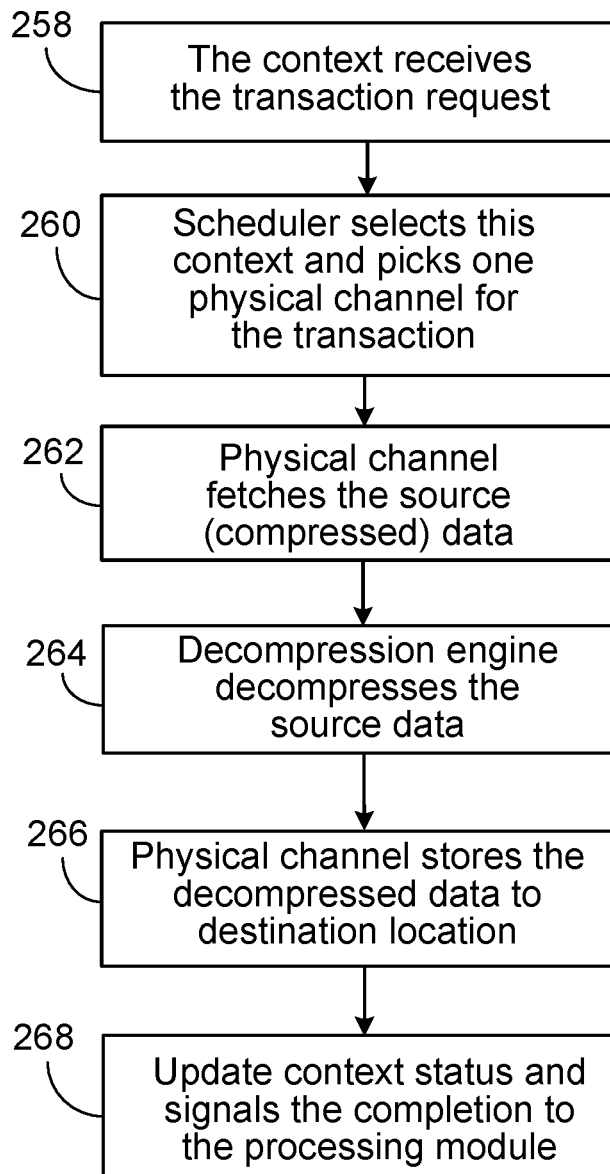 258
The context receives
the transaction request
260
Scheduler selects this
context and picks one
physical channel for
the transaction
262
Physical channel
fetches the source
(compressed) data
264
Decompression engine
decompresses the
source data
266
Physical channel stores the
decompressed data to
destination location
268
Update context status and
signals the completion to
the processing module